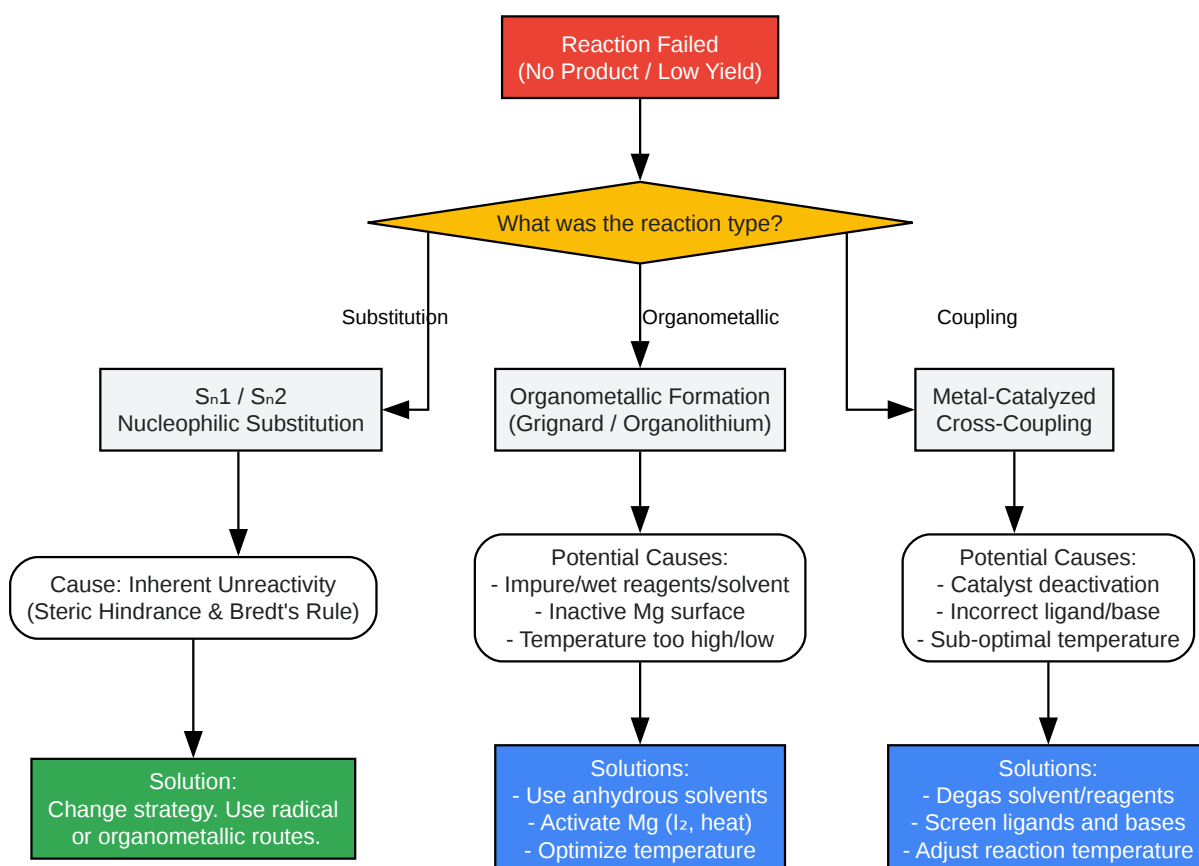 Reaction Failed
(No Product / Low Yield)
What was the reaction type?
Substitution
Organometallic
Coupling
Sₙ1 / Sₙ2
Nucleophilic Substitution
Organometallic Formation
(Grignard / Organolithium)
Metal-Catalyzed
Cross-Coupling
Cause: Inherent Unreactivity
(Steric Hindrance & Bredt's Rule)
Potential Causes:
- Impure/wet reagents/solvent
- Inactive Mg surface
- Temperature too high/low
Potential Causes:
- Catalyst deactivation
- Incorrect ligand/base
- Sub-optimal temperature
Solution:
Change strategy. Use radical
or organometallic routes.
Solutions:
- Use anhydrous solvents
- Activate Mg (I₂, heat)
- Optimize temperature
Solutions:
- Degas solvent/reagents
- Screen ligands and bases
- Adjust reaction temperature